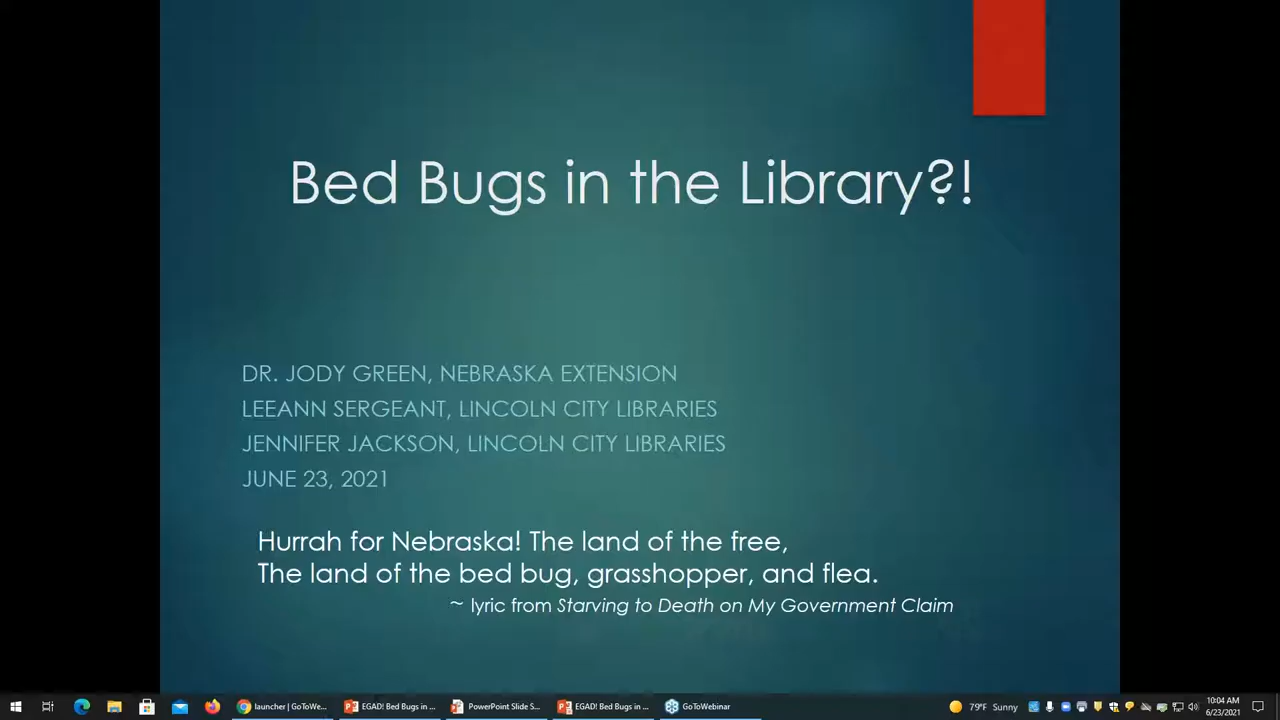 Bed Bugs in the Library?!
DR. JODY GREEN, NEBRASKA EXTENSION
LEEANN SERGEANT, LINCOLN CITY LIBRARIES
JENNIFER JACKSON, LINCOLN CITY LIBRARIES
JUNE 23, 2021
Hurrah for Nebraska! The land of the free,
The land of the bed bug, grasshopper, and flea.
~ lyric from Starving to Death on My Government Claim
launcher | GoToWe... EGAD! Bed Bugs in ... PowerPoint Slide S... EGAD! Bed Bugs in ... GoToWebinar 79°F Sunny 10:04 AM
6/23/2021